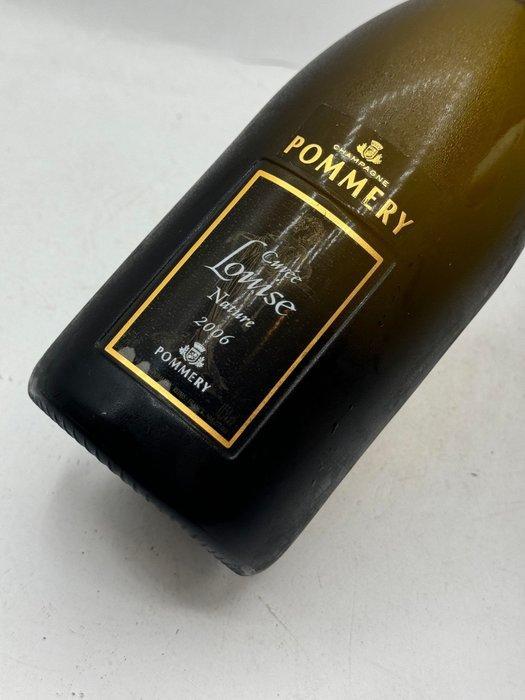 CHAMPAGNE
POMMERY
Cuvée
Louise
Nature
2006
POMMERY